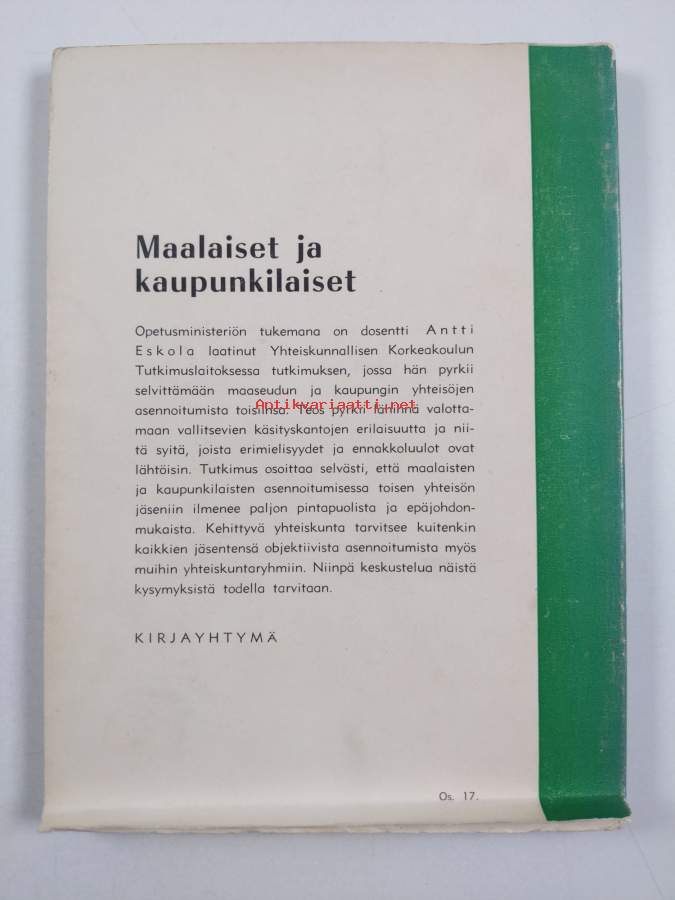 Maalaiset ja
kaupunkilaiset
Opetusministeriön tukemana on dosentti Antti
Eskola laatinut Yhteiskunnallisen Korkeakoulun
Tutkimuslaitoksessa tutkimuksen, jossa hän pyrkii
selvittämään maaseudun ja kaupungin yhteisöjen
asennoitumista toisiinsa. Teos pyrkii lähinnä valotta-
Antikvariaatti.net
maan vallitsevien käsityskantojen erilaisuutta ja nii-
tä syitä, joista erimielisyydet ja ennakkoluulot ovat
lähtöisin. Tutkimus osoittaa selvästi, että maalaisten
ja kaupunkilaisten asennoitumisessa toisen yhteisön
jäseniin ilmenee paljon pintapuolista ja epäjohdon-
mukaista. Kehittyvä yhteiskunta tarvitsee kuitenkin
kaikkien jäsentensä objektiivista asennoitumista myös
muihin yhteiskuntaryhmiin. Niinpä keskustelua näistä
kysymyksistä todella tarvitaan.
KIRJAYHTYMÄ
Os. 17.